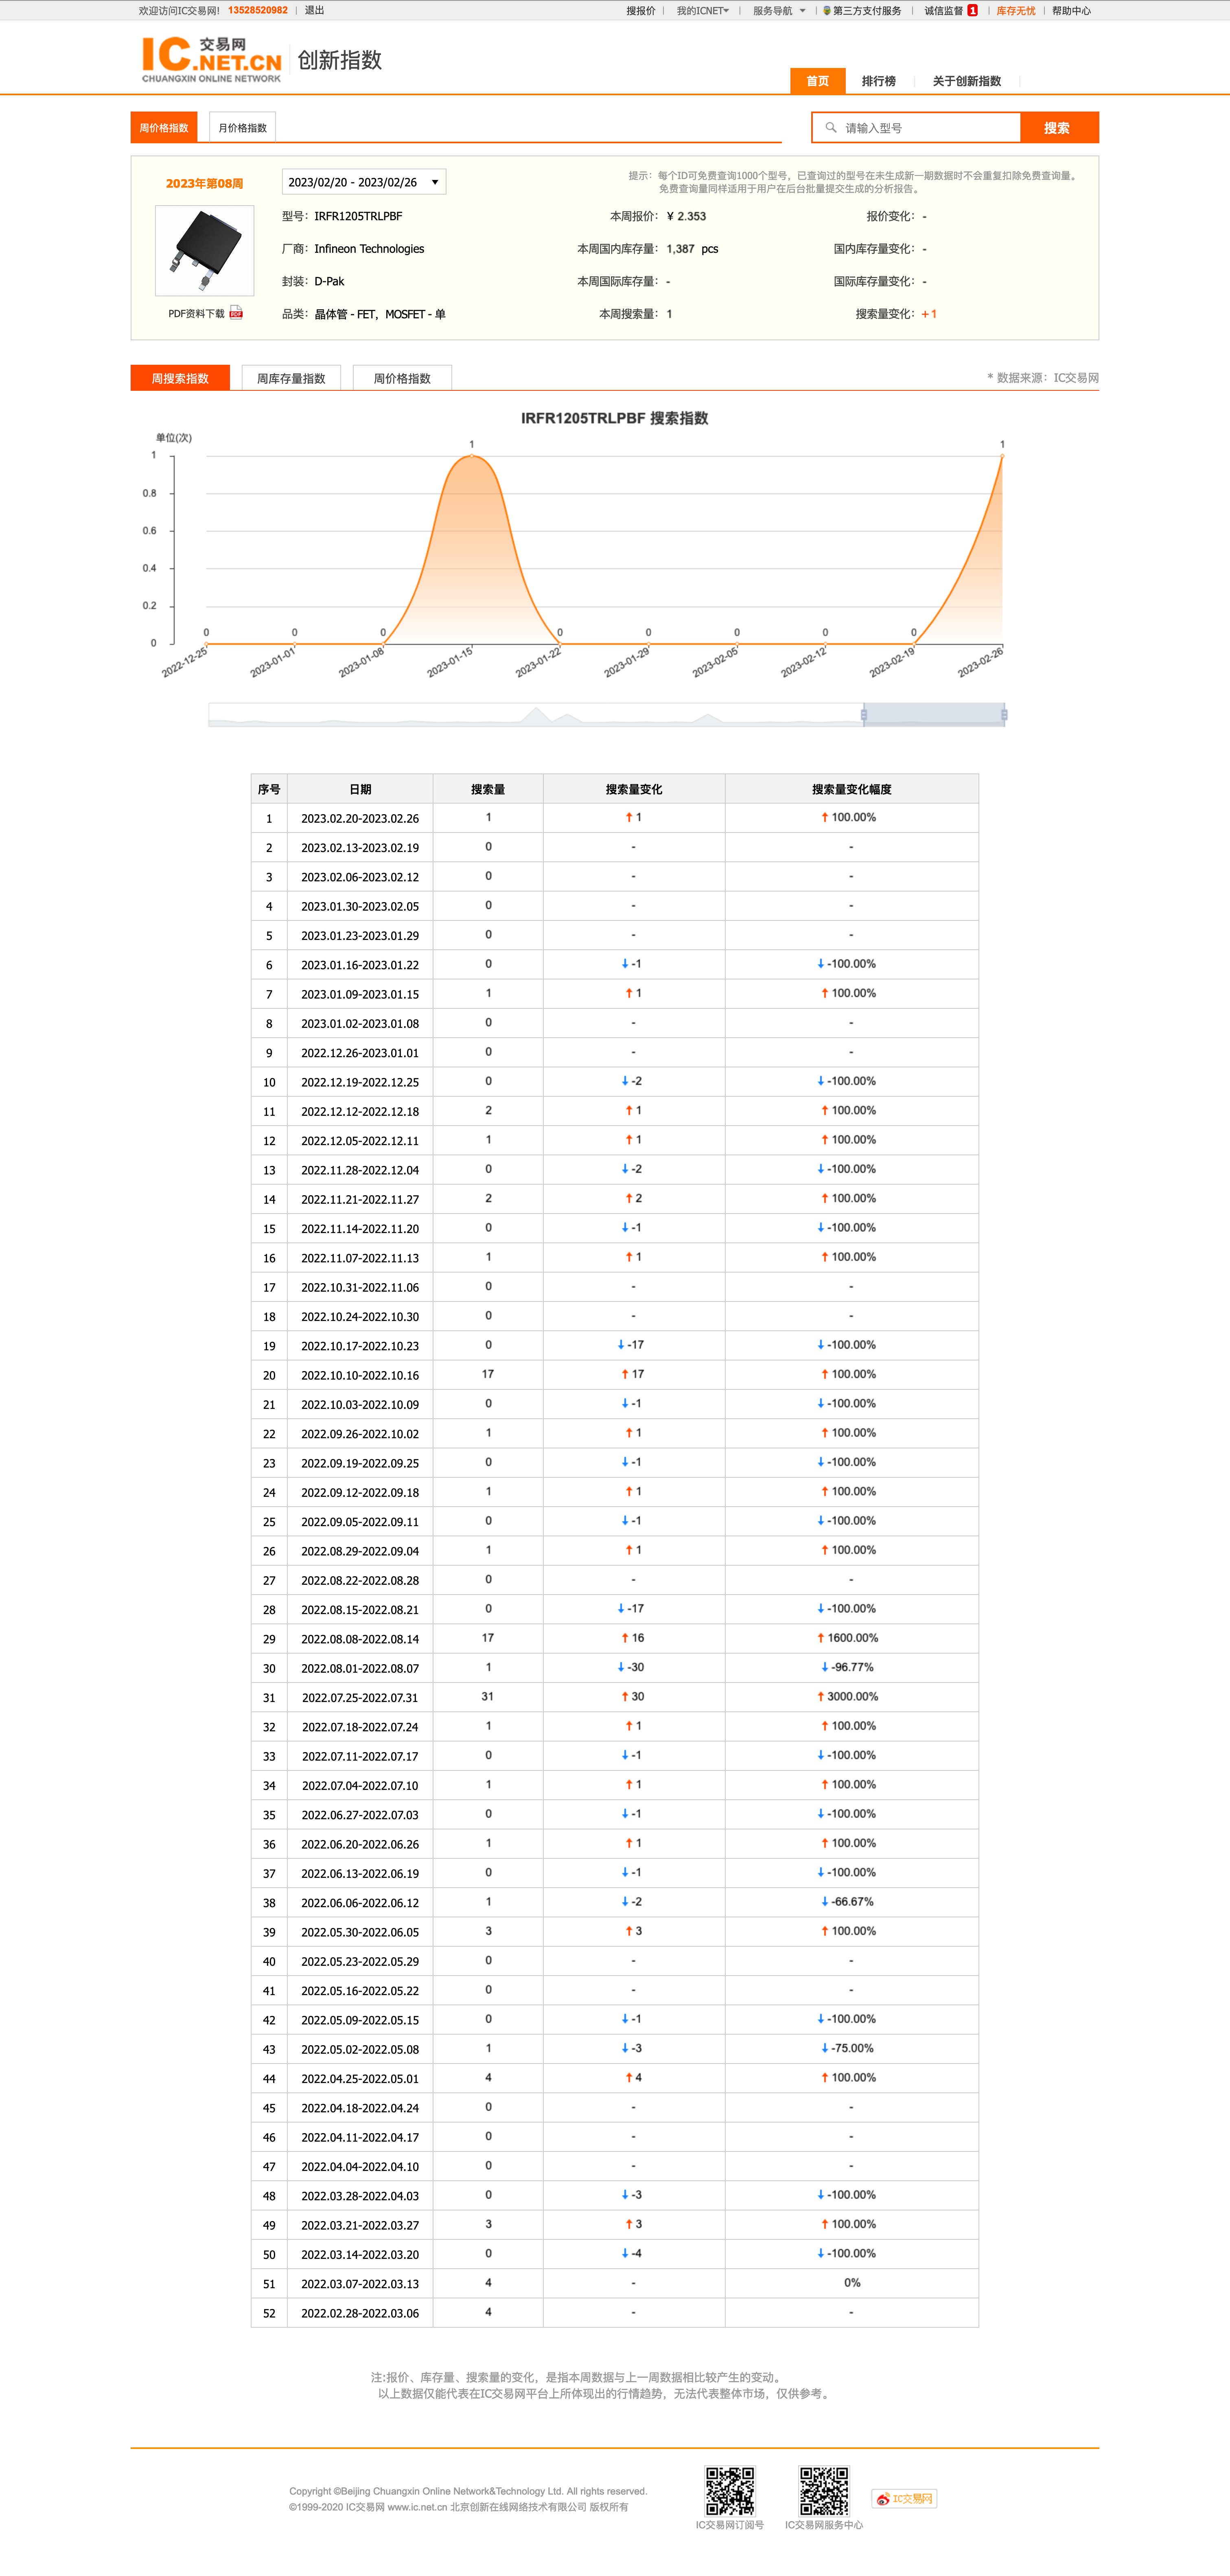 欢迎访问IC交易网! 13528520982 | 退出 搜报价 | 我的ICNET | 服务导航 | 第三方支付服务 | 诚信监督 1 | 库存无忧 | 帮助中心
IC 交易网 .NET.CN CHUANGXIN ONLINE NETWORK 创新指数
首页 排行榜 关于创新指数
周价格指数 月价格指数 请输入型号 搜索
2023年第08周 2023/02/20 - 2023/02/26 提示：每个ID可免费查询1000个型号，已查询过的型号在未生成新一期数据时不会重复扣除免费查询量。
免费查询量同样适用于用户在后台批量提交生成的分析报告。
型号：IRFR1205TRLPBF 本周报价：¥ 2.353 报价变化：-
厂商：Infineon Technologies 本周国内库存量：1,387 pcs 国内库存量变化：-
封装：D-Pak 本周国际库存量：- 国际库存量变化：-
PDF资料下载 PDF 品类：晶体管 - FET，MOSFET - 单 本周搜索量：1 搜索量变化：+1
周搜索指数 周库存量指数 周价格指数 * 数据来源：IC交易网
IRFR1205TRLPBF 搜索指数
单位(次)
1 1
1
0.8
0.6
0.4
0.2
0
0 0 0 0 0 0 0 0
2022-12-25 2023-01-01 2023-01-08 2023-01-15 2023-01-22 2023-01-29 2023-02-05 2023-02-12 2023-02-19 2023-02-26
序号 日期 搜索量 搜索量变化 搜索量变化幅度
1 2023.02.20-2023.02.26 1 ↑ 1 ↑ 100.00%
2 2023.02.13-2023.02.19 0 - -
3 2023.02.06-2023.02.12 0 - -
4 2023.01.30-2023.02.05 0 - -
5 2023.01.23-2023.01.29 0 - -
6 2023.01.16-2023.01.22 0 ↓ -1 ↓ -100.00%
7 2023.01.09-2023.01.15 1 ↑ 1 ↑ 100.00%
8 2023.01.02-2023.01.08 0 - -
9 2022.12.26-2023.01.01 0 - -
10 2022.12.19-2022.12.25 0 ↓ -2 ↓ -100.00%
11 2022.12.12-2022.12.18 2 ↑ 1 ↑ 100.00%
12 2022.12.05-2022.12.11 1 ↑ 1 ↑ 100.00%
13 2022.11.28-2022.12.04 0 ↓ -2 ↓ -100.00%
14 2022.11.21-2022.11.27 2 ↑ 2 ↑ 100.00%
15 2022.11.14-2022.11.20 0 ↓ -1 ↓ -100.00%
16 2022.11.07-2022.11.13 1 ↑ 1 ↑ 100.00%
17 2022.10.31-2022.11.06 0 - -
18 2022.10.24-2022.10.30 0 - -
19 2022.10.17-2022.10.23 0 ↓ -17 ↓ -100.00%
20 2022.10.10-2022.10.16 17 ↑ 17 ↑ 100.00%
21 2022.10.03-2022.10.09 0 ↓ -1 ↓ -100.00%
22 2022.09.26-2022.10.02 1 ↑ 1 ↑ 100.00%
23 2022.09.19-2022.09.25 0 ↓ -1 ↓ -100.00%
24 2022.09.12-2022.09.18 1 ↑ 1 ↑ 100.00%
25 2022.09.05-2022.09.11 0 ↓ -1 ↓ -100.00%
26 2022.08.29-2022.09.04 1 ↑ 1 ↑ 100.00%
27 2022.08.22-2022.08.28 0 - -
28 2022.08.15-2022.08.21 0 ↓ -17 ↓ -100.00%
29 2022.08.08-2022.08.14 17 ↑ 16 ↑ 1600.00%
30 2022.08.01-2022.08.07 1 ↓ -30 ↓ -96.77%
31 2022.07.25-2022.07.31 31 ↑ 30 ↑ 3000.00%
32 2022.07.18-2022.07.24 1 ↑ 1 ↑ 100.00%
33 2022.07.11-2022.07.17 0 ↓ -1 ↓ -100.00%
34 2022.07.04-2022.07.10 1 ↑ 1 ↑ 100.00%
35 2022.06.27-2022.07.03 0 ↓ -1 ↓ -100.00%
36 2022.06.20-2022.06.26 1 ↑ 1 ↑ 100.00%
37 2022.06.13-2022.06.19 0 ↓ -1 ↓ -100.00%
38 2022.06.06-2022.06.12 1 ↓ -2 ↓ -66.67%
39 2022.05.30-2022.06.05 3 ↑ 3 ↑ 100.00%
40 2022.05.23-2022.05.29 0 - -
41 2022.05.16-2022.05.22 0 - -
42 2022.05.09-2022.05.15 0 ↓ -1 ↓ -100.00%
43 2022.05.02-2022.05.08 1 ↓ -3 ↓ -75.00%
44 2022.04.25-2022.05.01 4 ↑ 4 ↑ 100.00%
45 2022.04.18-2022.04.24 0 - -
46 2022.04.11-2022.04.17 0 - -
47 2022.04.04-2022.04.10 0 - -
48 2022.03.28-2022.04.03 0 ↓ -3 ↓ -100.00%
49 2022.03.21-2022.03.27 3 ↑ 3 ↑ 100.00%
50 2022.03.14-2022.03.20 0 ↓ -4 ↓ -100.00%
51 2022.03.07-2022.03.13 4 - 0%
52 2022.02.28-2022.03.06 4 - -
注:报价、库存量、搜索量的变化，是指本周数据与上一周数据相比较产生的变动。
以上数据仅能代表在IC交易网平台上所体现出的行情趋势，无法代表整体市场，仅供参考。
Copyright ©Beijing Chuangxin Online Network&Technology Ltd. All rights reserved.
©1999-2020 IC交易网 www.ic.net.cn 北京创新在线网络技术有限公司 版权所有
IC交易网订阅号 IC交易网服务中心 IC交易网